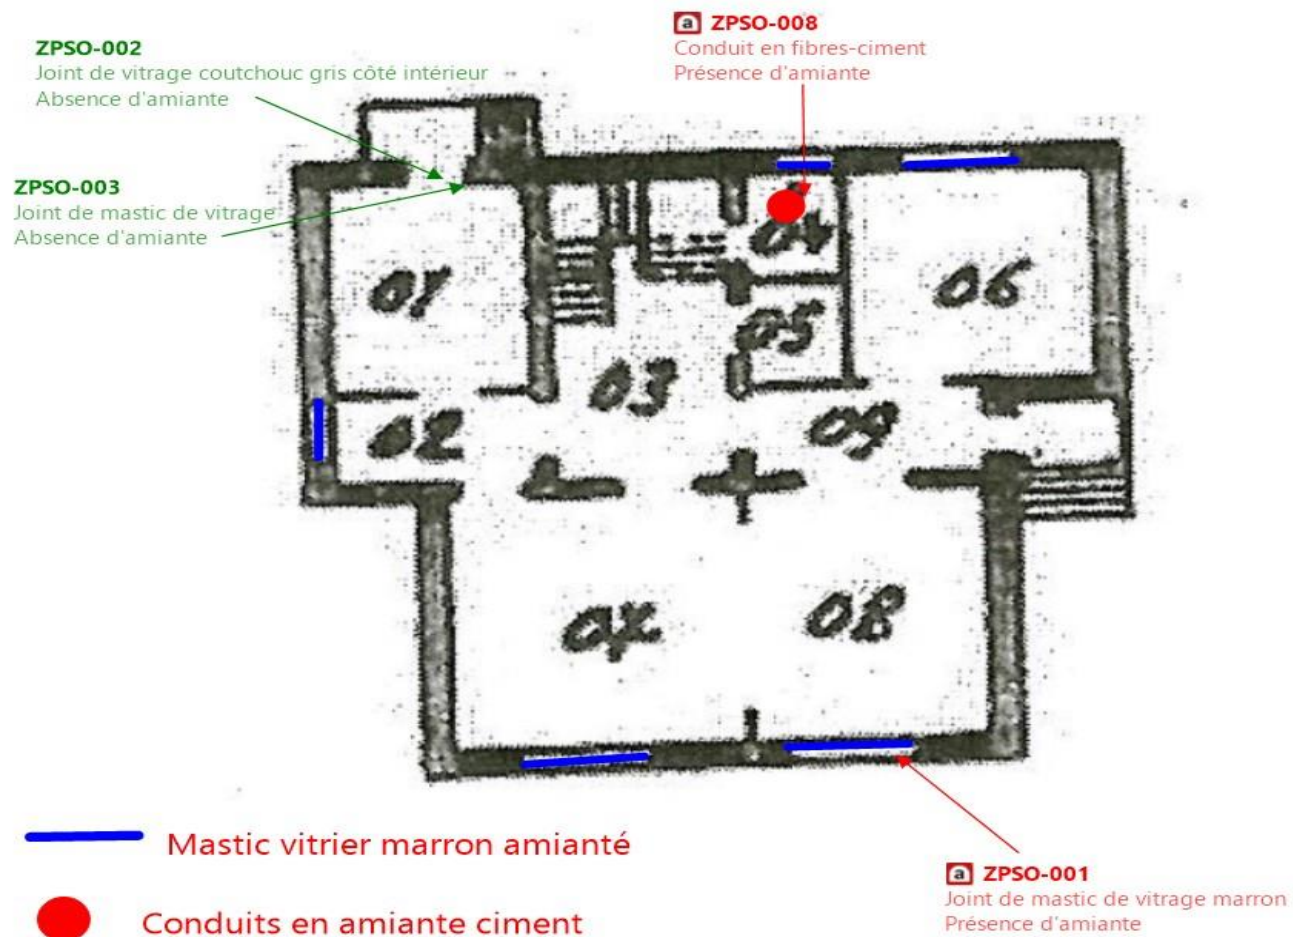 a ZPSO-008
Conduit en fibres-ciment
Présence d'amiante
ZPSO-002
Joint de vitrage coutchouc gris côté intérieur
Absence d'amiante
ZPSO-003
Joint de mastic de vitrage
Absence d'amiante
04
01
06
05
03
02
09
07
08
Mastic vitrier marron amianté
a ZPSO-001
Joint de mastic de vitrage marron
Présence d'amiante
Conduits en amiante ciment